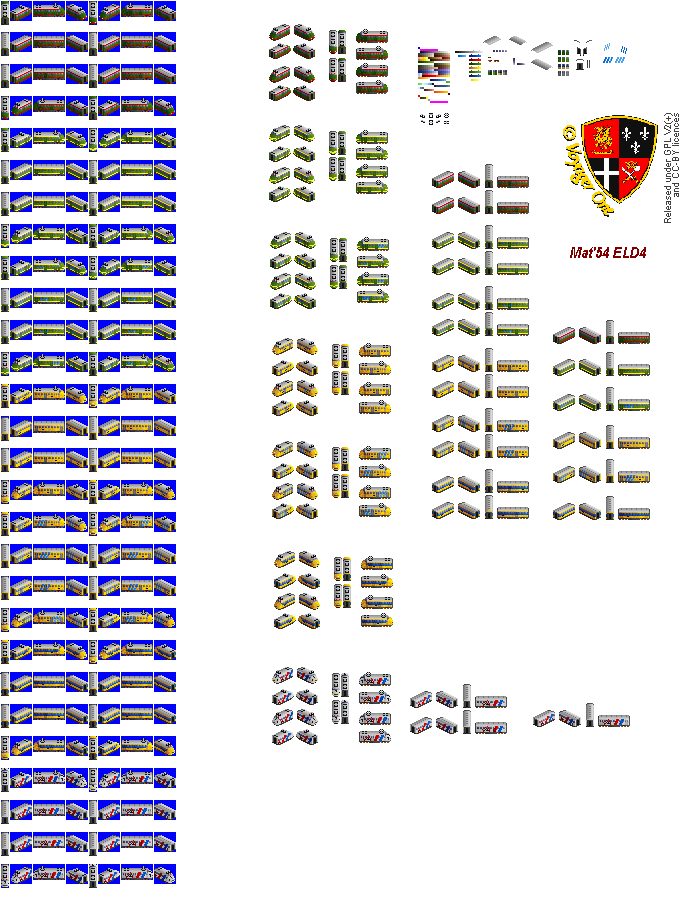 © Voyager One
Released under GPL V2(+)
and CC-BY licences
Mat'54 ELD4